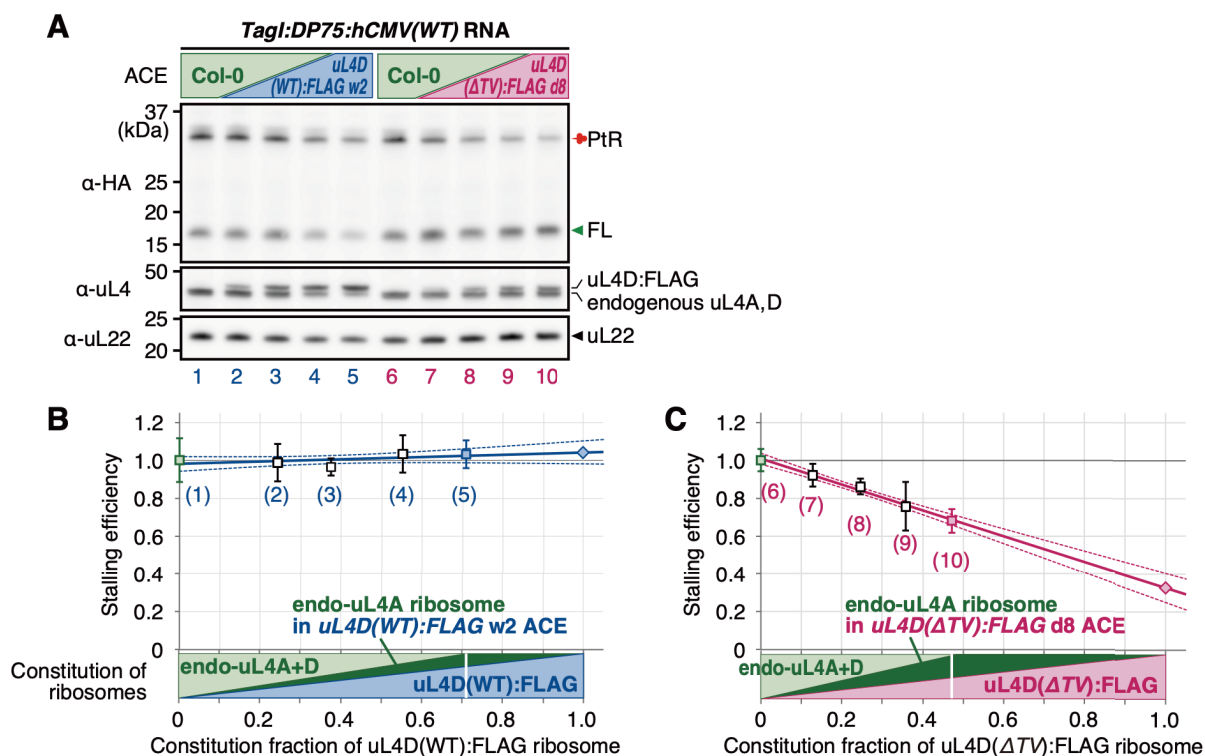 A
TagI:DP75:hCMV(WT) RNA
ACE
Col-0
uL4D
(WT):FLAG w2
Col-0
uL4D
(ΔTV):FLAG d8
37
(kDa)
25
20
15
α-HA
PtR
FL
50
α-uL4
uL4D:FLAG
endogenous uL4A,D
25
20
α-uL22
uL22
1 2 3 4 5 6 7 8 9 10
B
Stalling efficiency
1.2
1.0
0.8
0.6
0.4
0.2
0
(1) (2) (3) (4) (5)
endo-uL4A ribosome
in uL4D(WT):FLAG w2 ACE
Constitution of
ribosomes
endo-uL4A+D
uL4D(WT):FLAG
0 0.2 0.4 0.6 0.8 1.0
Constitution fraction of uL4D(WT):FLAG ribosome
C
Stalling efficiency
1.2
1.0
0.8
0.6
0.4
0.2
0
(6) (7) (8) (9) (10)
endo-uL4A ribosome
in uL4D(ΔTV):FLAG d8 ACE
endo-uL4A+D
uL4D(ΔTV):FLAG
0 0.2 0.4 0.6 0.8 1.0
Constitution fraction of uL4D(ΔTV):FLAG ribosome